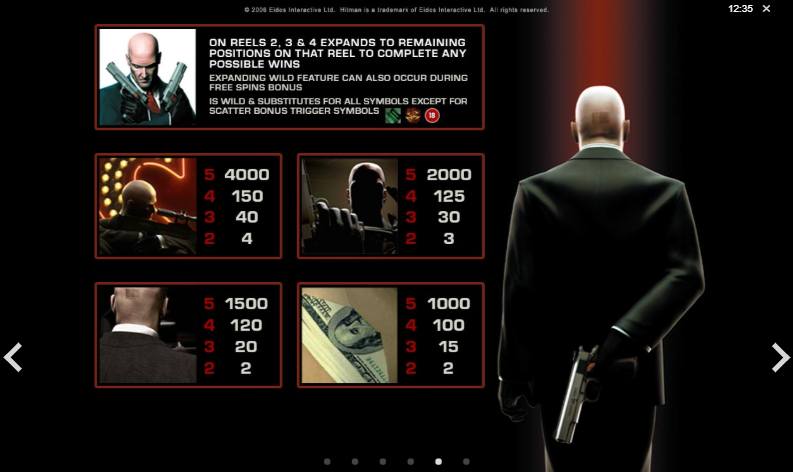 © 2006 Eidos Interactive Ltd. Hitman is a trademark of Eidos Interactive Ltd. All rights reserved.
12:35 ×
ON REELS 2, 3 & 4 EXPANDS TO REMAINING
POSITIONS ON THAT REEL TO COMPLETE ANY
POSSIBLE WINS
EXPANDING WILD FEATURE CAN ALSO OCCUR DURING
FREE SPINS BONUS
IS WILD & SUBSTITUTES FOR ALL SYMBOLS EXCEPT FOR
SCATTER BONUS TRIGGER SYMBOLS 18
5 4000
4 150
3 40
2 4
5 2000
4 125
3 30
2 3
5 1500
4 120
3 20
2 2
5 1000
4 100
3 15
2 2